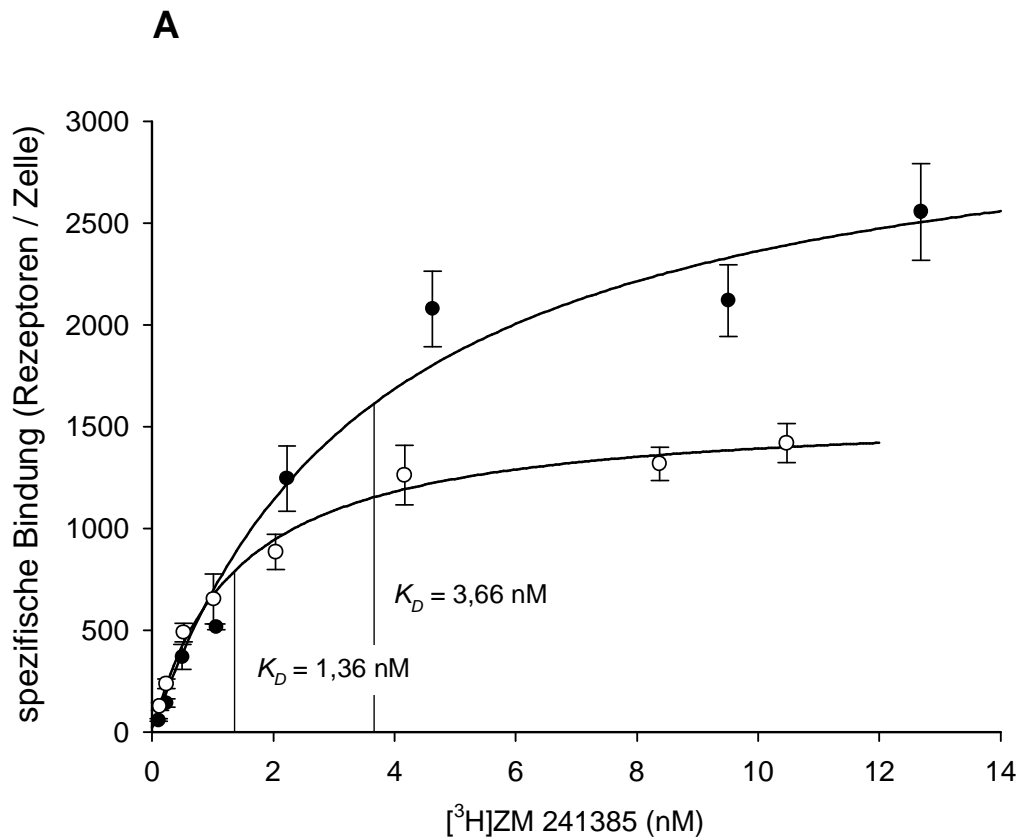 A
spezifische Bindung (Rezeptoren / Zelle)
3000
2500
2000
1500
1000
500
0
K_D = 3,66 nM
K_D = 1,36 nM
0 2 4 6 8 10 12 14
[³H]ZM 241385 (nM)